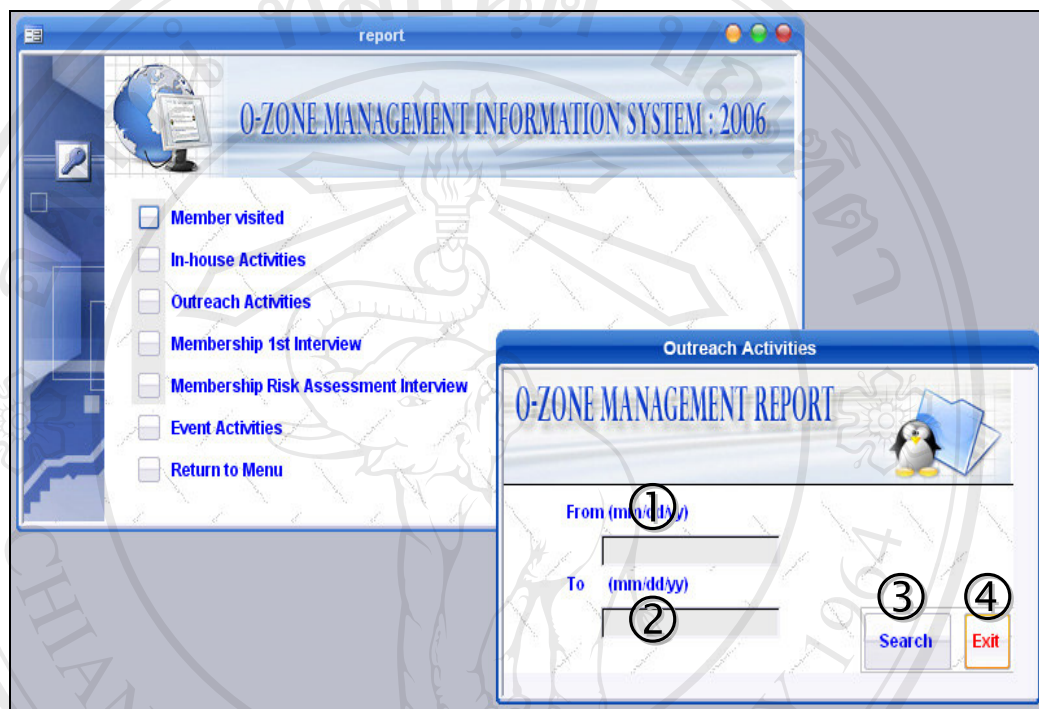 report
O-ZONE MANAGEMENT INFORMATION SYSTEM : 2006
Member visited
In-house Activities
Outreach Activities
Membership 1st Interview
Membership Risk Assessment Interview
Event Activities
Return to Menu
Outreach Activities
O-ZONE MANAGEMENT REPORT
①
From (mm/dd/yy)
To (mm/dd/yy)
②
③ ④
Search Exit
1964